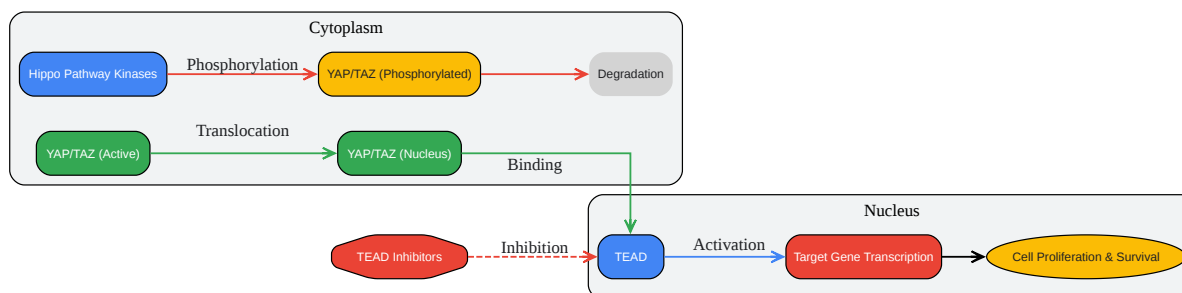 Cytoplasm
Hippo Pathway Kinases
Phosphorylation
YAP/TAZ (Phosphorylated)
Degradation
YAP/TAZ (Active)
Translocation
YAP/TAZ (Nucleus)
Binding
Nucleus
TEAD Inhibitors
Inhibition
TEAD
Activation
Target Gene Transcription
Cell Proliferation & Survival